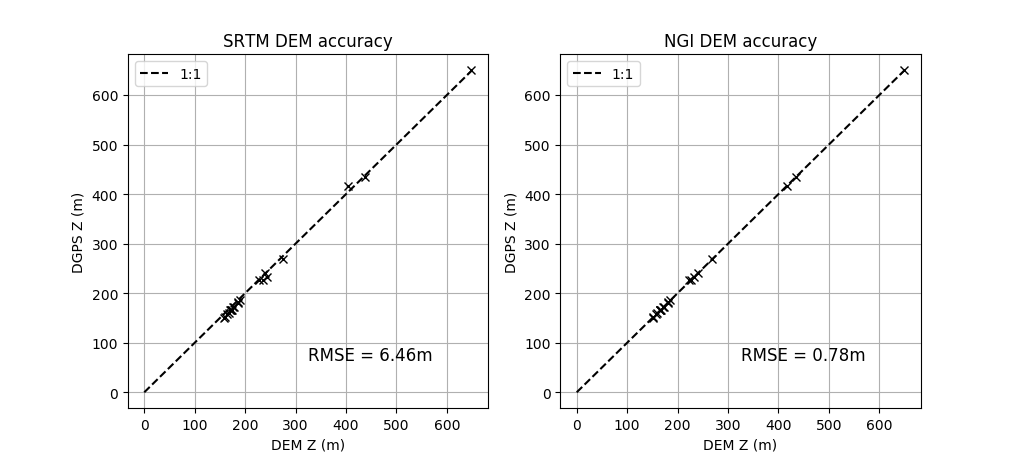 SRTM DEM accuracy
1:1
DGPS Z (m)
600
500
400
300
200
100
0
RMSE = 6.46m
0 100 200 300 400 500 600
DEM Z (m)
NGI DEM accuracy
1:1
DGPS Z (m)
600
500
400
300
200
100
0
RMSE = 0.78m
0 100 200 300 400 500 600
DEM Z (m)